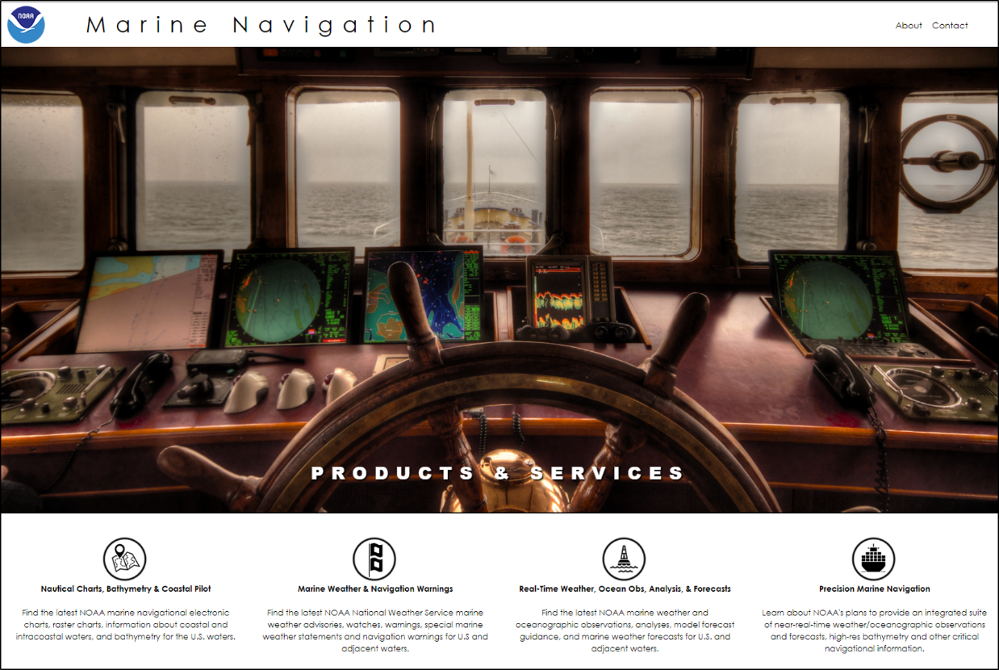 NOAA
Marine Navigation
About Contact
PRODUCTS & SERVICES
Nautical Charts, Bathymetry & Coastal Pilot
Find the latest NOAA marine navigational electronic
charts, raster charts, information about coastal and
intracoastal waters, and bathymetry for the U.S. waters.
Marine Weather & Navigation Warnings
Find the latest NOAA National Weather Service marine
weather advisories, watches, warnings, special marine
weather statements and navigation warnings for U.S and
adjacent waters.
Real-Time Weather, Ocean Obs, Analysis, & Forecasts
Find the latest NOAA marine weather and
oceanographic observations, analyses, model forecast
guidance, and marine weather forecasts for U.S. and
adjacent waters.
Precision Marine Navigation
Learn about NOAA's plans to provide an integrated suite
of near-real-time weather/oceanographic observations
and forecasts, high-res bathymetry and other critical
navigational information.